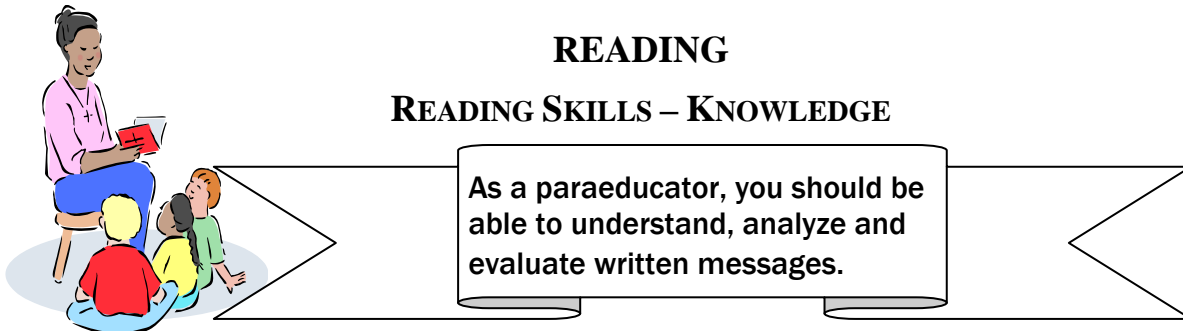 READING
READING SKILLS – KNOWLEDGE
As a paraeducator, you should be
able to understand, analyze and
evaluate written messages.